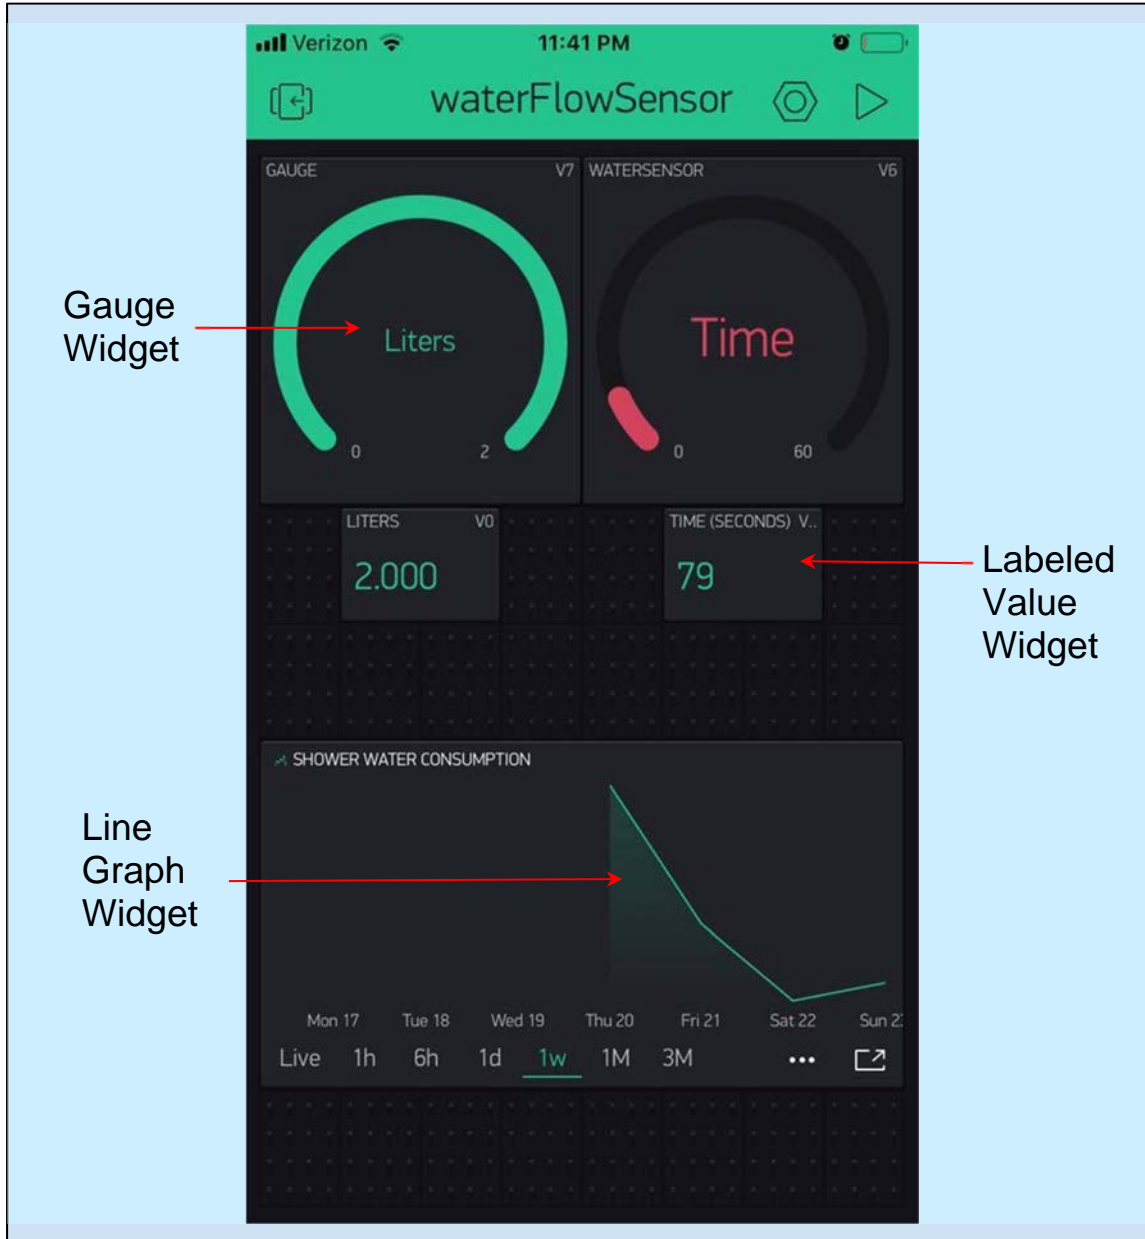 Verizon 11:41 PM
waterFlowSensor
GAUGE V7 WATERSENSOR V6
Gauge
Widget
Liters
Time
0 2 0 60
LITERS V0 TIME (SECONDS) V..
2.000 79
Labeled
Value
Widget
SHOWER WATER CONSUMPTION
Line
Graph
Widget
Mon 17 Tue 18 Wed 19 Thu 20 Fri 21 Sat 22 Sun 2
Live 1h 6h 1d 1w 1M 3M